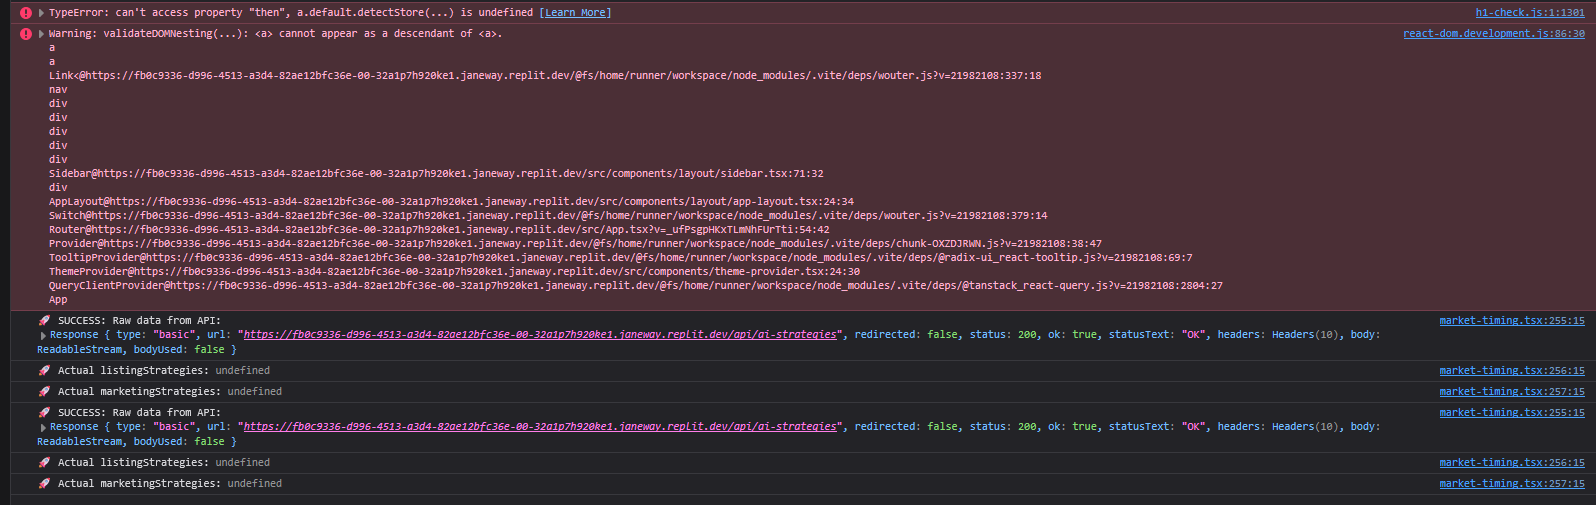 TypeError: can't access property "then", a.default.detectStore(...) is undefined [Learn More] h1-check.js:1:1301
Warning: validateDOMNesting(...): <a> cannot appear as a descendant of <a>. react-dom.development.js:86:30
a
a
Link<@https://fb0c9336-d996-4513-a3d4-82ae12bfc36e-00-32a1p7h920ke1.janeway.replit.dev/@fs/home/runner/workspace/node_modules/.vite/deps/wouter.js?v=21982108:337:18
nav
div
div
div
div
div
Sidebar@https://fb0c9336-d996-4513-a3d4-82ae12bfc36e-00-32a1p7h920ke1.janeway.replit.dev/src/components/layout/sidebar.tsx:71:32
div
AppLayout@https://fb0c9336-d996-4513-a3d4-82ae12bfc36e-00-32a1p7h920ke1.janeway.replit.dev/src/components/layout/app-layout.tsx:24:34
Switch@https://fb0c9336-d996-4513-a3d4-82ae12bfc36e-00-32a1p7h920ke1.janeway.replit.dev/@fs/home/runner/workspace/node_modules/.vite/deps/wouter.js?v=21982108:379:14
Router@https://fb0c9336-d996-4513-a3d4-82ae12bfc36e-00-32a1p7h920ke1.janeway.replit.dev/src/App.tsx?v=_ufPsgpHKxTLmNhFUrTti:54:42
Provider@https://fb0c9336-d996-4513-a3d4-82ae12bfc36e-00-32a1p7h920ke1.janeway.replit.dev/@fs/home/runner/workspace/node_modules/.vite/deps/chunk-OXZDJRWN.js?v=21982108:38:47
TooltipProvider@https://fb0c9336-d996-4513-a3d4-82ae12bfc36e-00-32a1p7h920ke1.janeway.replit.dev/@fs/home/runner/workspace/node_modules/.vite/deps/@radix-ui_react-tooltip.js?v=21982108:69:7
ThemeProvider@https://fb0c9336-d996-4513-a3d4-82ae12bfc36e-00-32a1p7h920ke1.janeway.replit.dev/src/components/theme-provider.tsx:24:30
QueryClientProvider@https://fb0c9336-d996-4513-a3d4-82ae12bfc36e-00-32a1p7h920ke1.janeway.replit.dev/@fs/home/runner/workspace/node_modules/.vite/deps/@tanstack_react-query.js?v=21982108:2804:27
App
🚀 SUCCESS: Raw data from API: market-timing.tsx:255:15
Response { type: "basic", url: "https://fb0c9336-d996-4513-a3d4-82ae12bfc36e-00-32a1p7h920ke1.janeway.replit.dev/api/ai-strategies", redirected: false, status: 200, ok: true, statusText: "OK", headers: Headers(10), body:
ReadableStream, bodyUsed: false }
🚀 Actual listingStrategies: undefined market-timing.tsx:256:15
🚀 Actual marketingStrategies: undefined market-timing.tsx:257:15
🚀 SUCCESS: Raw data from API: market-timing.tsx:255:15
Response { type: "basic", url: "https://fb0c9336-d996-4513-a3d4-82ae12bfc36e-00-32a1p7h920ke1.janeway.replit.dev/api/ai-strategies", redirected: false, status: 200, ok: true, statusText: "OK", headers: Headers(10), body:
ReadableStream, bodyUsed: false }
🚀 Actual listingStrategies: undefined market-timing.tsx:256:15
🚀 Actual marketingStrategies: undefined market-timing.tsx:257:15